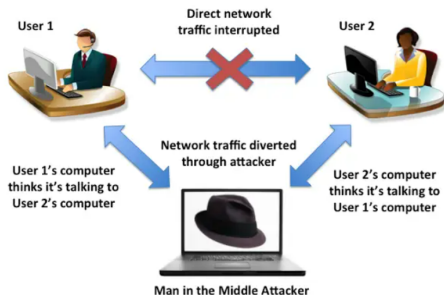 User 1
Direct network
traffic interrupted
User 2
Network traffic diverted
through attacker
User 1's computer
thinks it's talking to
User 2's computer
User 2's computer
thinks it's talking to
User 1's computer
Man in the Middle Attacker